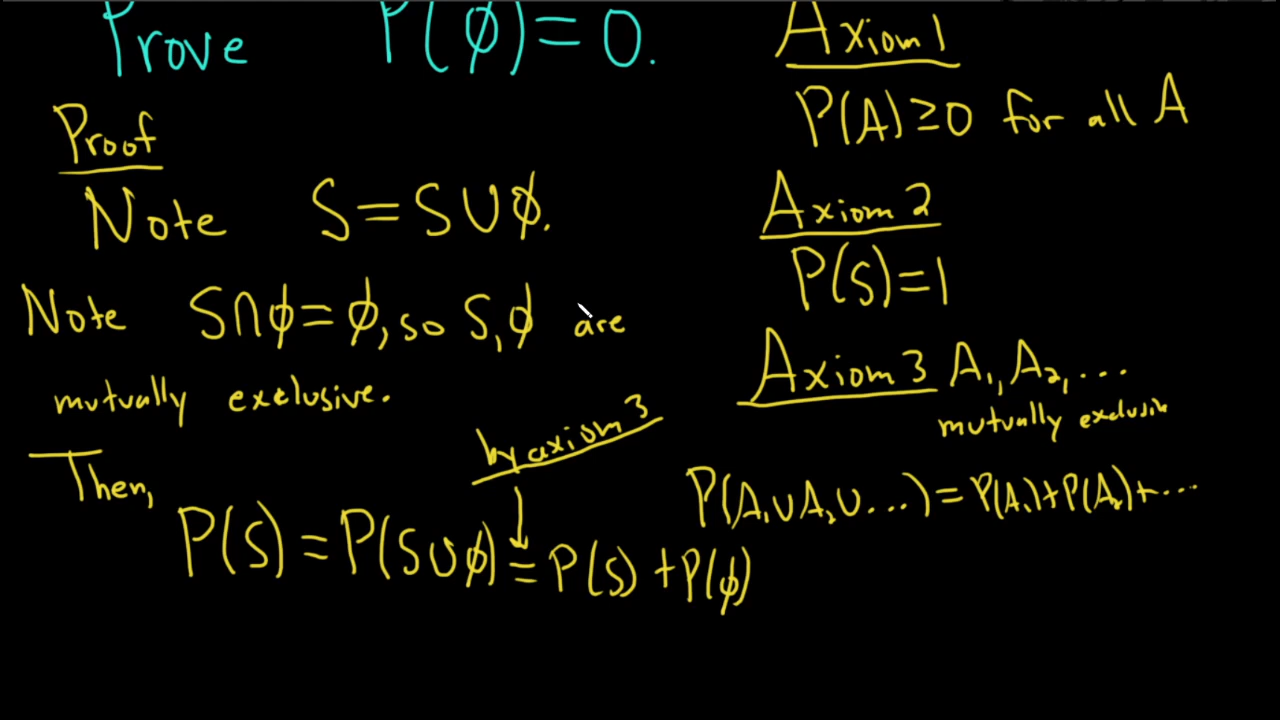 Prove P(ϕ)=0.
Proof
Note S=S∪ϕ.
Note S∩ϕ=ϕ, so S, ϕ are
mutually exclusive.
Then,
by axiom 3
P(S)=P(S∪ϕ)=P(S)+P(ϕ)
Axiom 1
P(A)≥0 for all A
Axiom 2
P(S)=1
Axiom 3 A₁, A₂, ...
mutually exclusive
P(A₁∪A₂∪...)=P(A₁)+P(A₂)+...